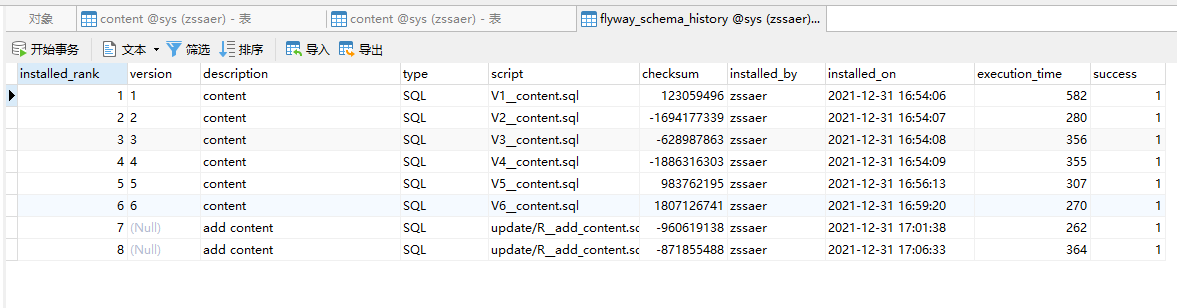 对象 content @sys (zssaer) - 表 content @sys (zssaer) - 表 flyway_schema_history @sys (zssaer)...
开始事务 文本 筛选 排序 导入 导出
installed_rank version description type script checksum installed_by installed_on execution_time success
1 1 content SQL V1__content.sql 123059496 zssaer 2021-12-31 16:54:06 582 1
2 2 content SQL V2__content.sql -1694177339 zssaer 2021-12-31 16:54:07 280 1
3 3 content SQL V3__content.sql -628987863 zssaer 2021-12-31 16:54:08 356 1
4 4 content SQL V4__content.sql -1886316303 zssaer 2021-12-31 16:54:09 355 1
5 5 content SQL V5__content.sql 983762195 zssaer 2021-12-31 16:56:13 307 1
6 6 content SQL V6__content.sql 1807126741 zssaer 2021-12-31 16:59:20 270 1
7 (Null) add content SQL update/R__add_content.sc -960619138 zssaer 2021-12-31 17:01:38 262 1
8 (Null) add content SQL update/R__add_content.sc -871855488 zssaer 2021-12-31 17:06:33 364 1